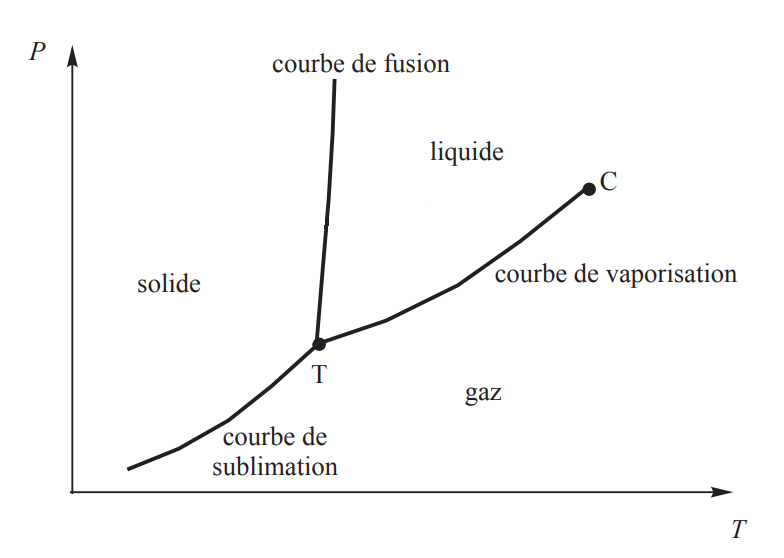 P
courbe de fusion
liquide
C
courbe de vaporisation
solide
T
gaz
courbe de
sublimation
T